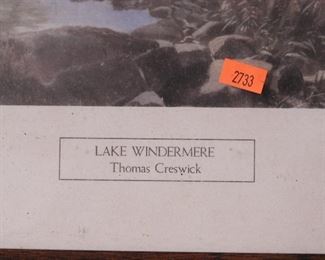 2733
LAKE WINDERMERE
Thomas Creswick